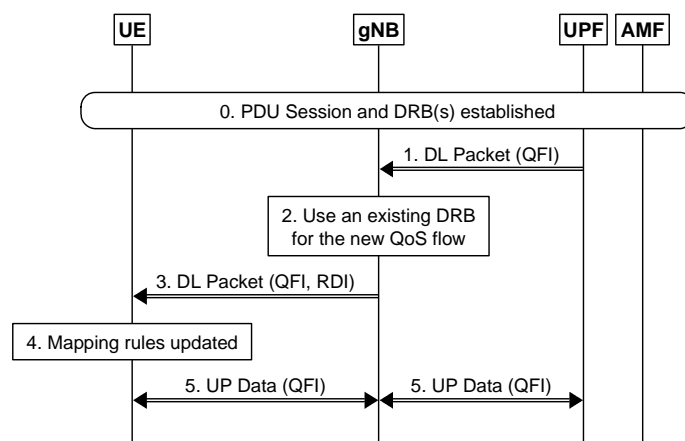 UE gNB UPF AMF
0. PDU Session and DRB(s) established
1. DL Packet (QFI)
2. Use an existing DRB
for the new QoS flow
3. DL Packet (QFI, RDI)
4. Mapping rules updated
5. UP Data (QFI) 5. UP Data (QFI)